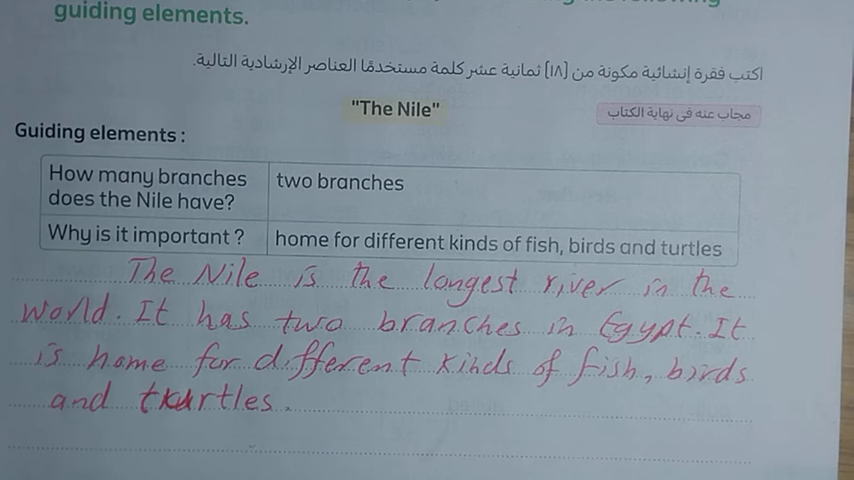 guiding elements.
اكتب فقرة إنشائية مكونة من [١٨] ثمانية عشر كلمة مستخدمًا العناصر الإرشادية التالية.
"The Nile"
مجاب عنه فى نهاية الكتاب
Guiding elements :
How many branches does the Nile have? two branches
Why is it important ? home for different kinds of fish, birds and turtles
The Nile is the longest river in the
world. It has two branches in Egypt. It
is home for different kinds of fish, birds
and turtles.